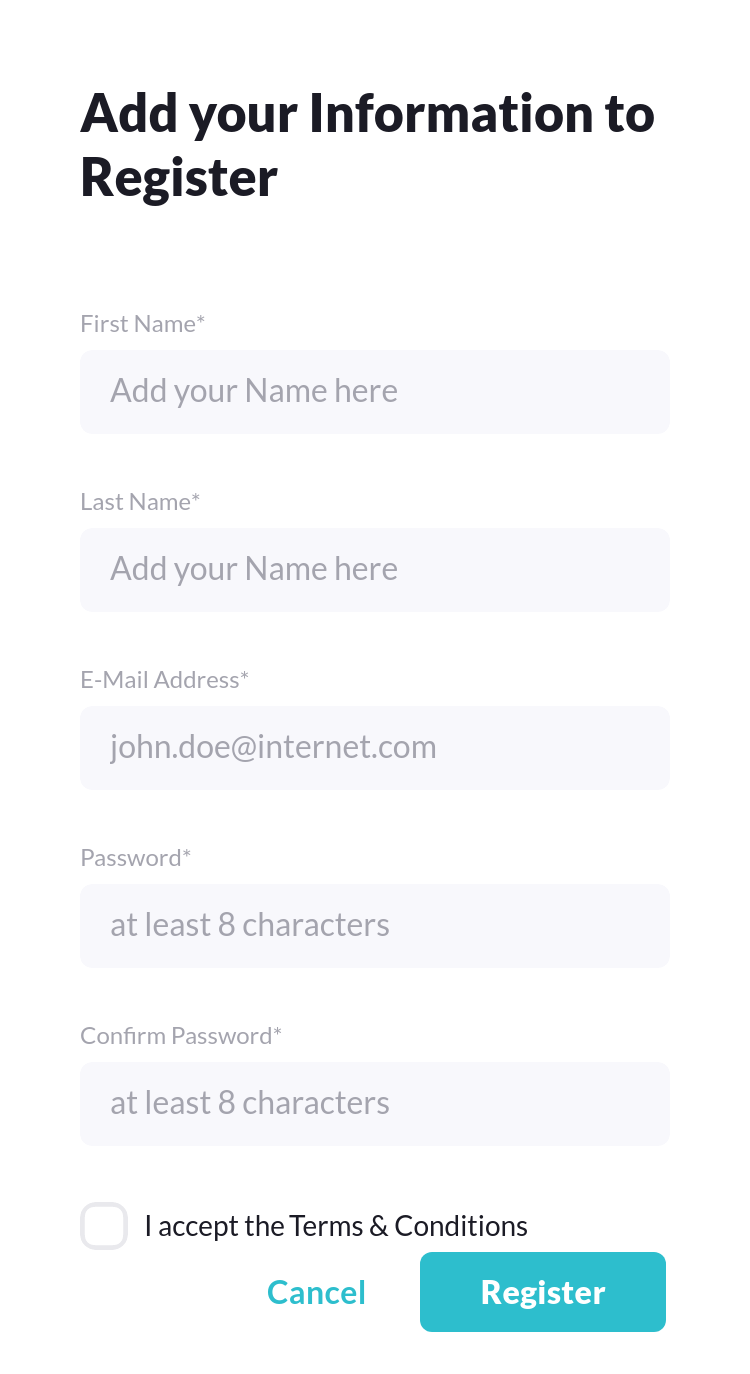 Add your Information to
Register
First Name*
Add your Name here
Last Name*
Add your Name here
E-Mail Address*
john.doe@internet.com
Password*
at least 8 characters
Confirm Password*
at least 8 characters
I accept the Terms & Conditions
Cancel Register